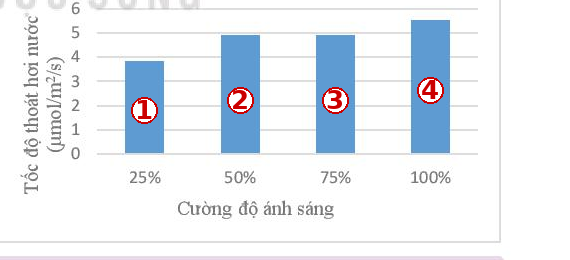 6
5
4
3
2
1
0
Tốc độ thoát hơi nước
(µmol/m²/s)
① ② ③ ④
25% 50% 75% 100%
Cường độ ánh sáng